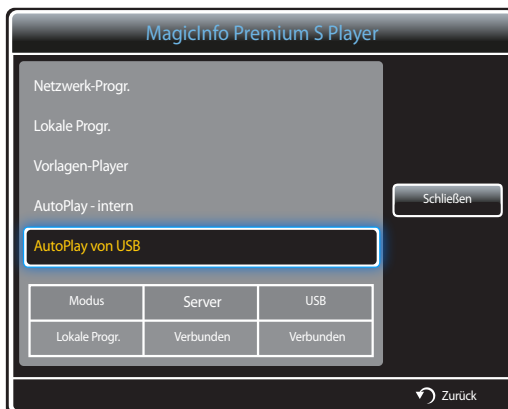 MagicInfo Premium S Player
Netzwerk-Progr.
Lokale Progr.
Vorlagen-Player
AutoPlay - intern
AutoPlay von USB
Schließen
Modus Server USB
Lokale Progr. Verbunden Verbunden
Zurück